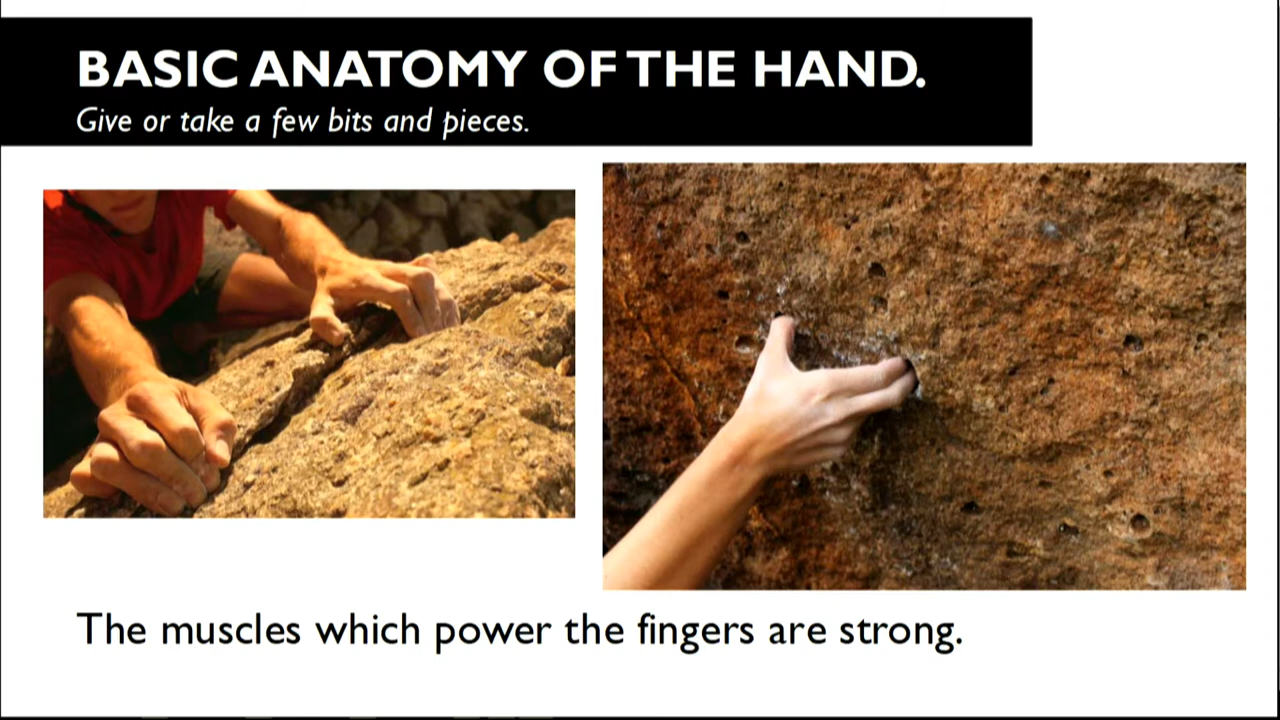 BASIC ANATOMY OF THE HAND.
Give or take a few bits and pieces.
The muscles which power the fingers are strong.